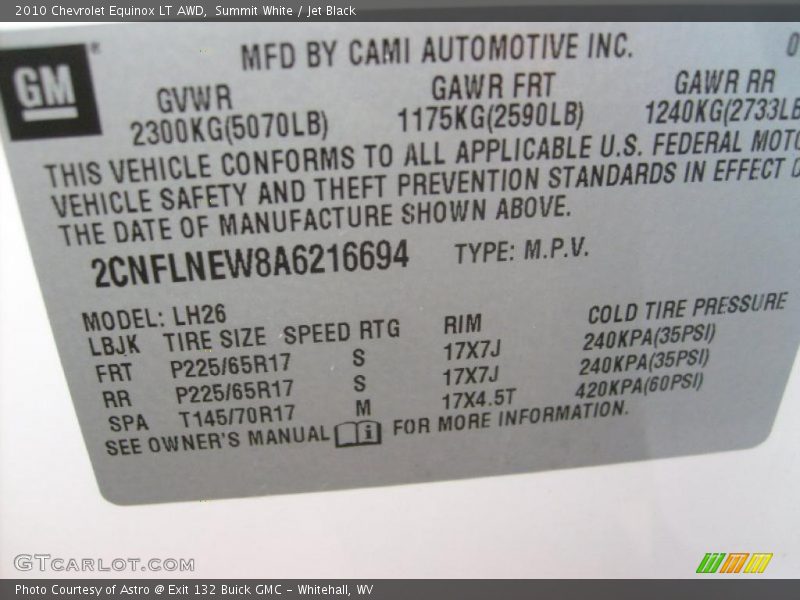 2010 Chevrolet Equinox LT AWD,  Summit White / Jet Black
GM
MFD BY CAMI AUTOMOTIVE INC.
GVWR GAWR FRT GAWR RR
2300KG(5070LB) 1175KG(2590LB) 1240KG(2733LB
THIS VEHICLE CONFORMS TO ALL APPLICABLE U.S. FEDERAL MOTO
VEHICLE SAFETY AND THEFT PREVENTION STANDARDS IN EFFECT
THE DATE OF MANUFACTURE SHOWN ABOVE.
2CNFLNEW8A6216694 TYPE: M.P.V.
MODEL: LH26
LBJK TIRE SIZE SPEED RTG RIM COLD TIRE PRESSURE
FRT P225/65R17 S 17X7J 240KPA(35PSI)
RR P225/65R17 S 17X7J 240KPA(35PSI)
SPA T145/70R17 M 17X4.5T 420KPA(60PSI)
SEE OWNER'S MANUAL i FOR MORE INFORMATION.
GTCARLOT.COM
Photo Courtesy of Astro @ Exit 132 Buick GMC - Whitehall, WV